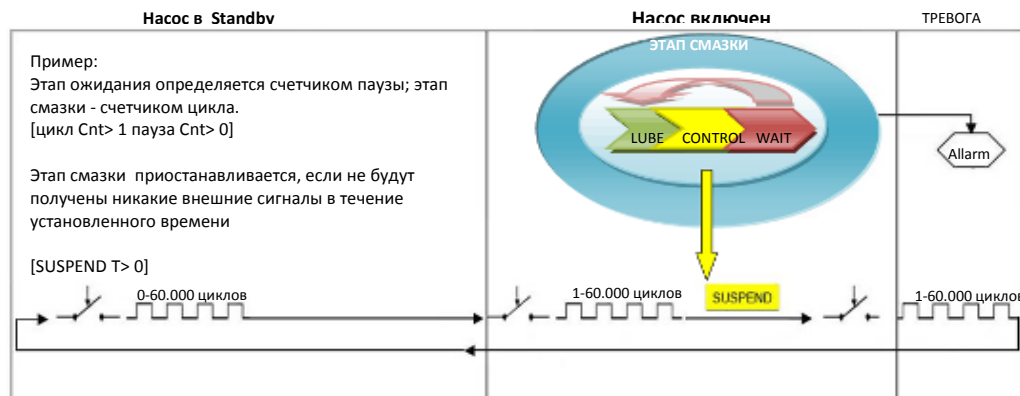 Насос в Standby
Насос включен
ТРЕВОГА
Пример:
Этап ожидания определяется счетчиком паузы; этап
смазки - счетчиком цикла.
[цикл Cnt> 1 пауза Cnt> 0]
Этап смазки приостанавливается, если не будут
получены никакие внешние сигналы в течение
установленного времени
[SUSPEND T> 0]
ЭТАП СМАЗКИ
LUBE CONTROL WAIT
Allarm
0-60.000 циклов
1-60.000 циклов
SUSPEND
1-60.000 циклов